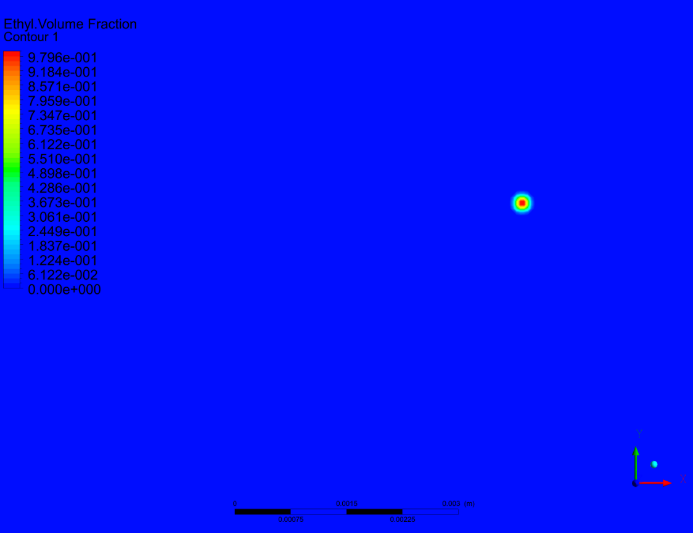 Ethyl.Volume Fraction
Contour 1
9.796e-001
9.184e-001
8.571e-001
7.959e-001
7.347e-001
6.735e-001
6.122e-001
5.510e-001
4.898e-001
4.286e-001
3.673e-001
3.061e-001
2.449e-001
1.837e-001
1.224e-001
6.122e-002
0.000e+000
Y
X
0 0.0015 0.003 (m)
0.00075 0.00225